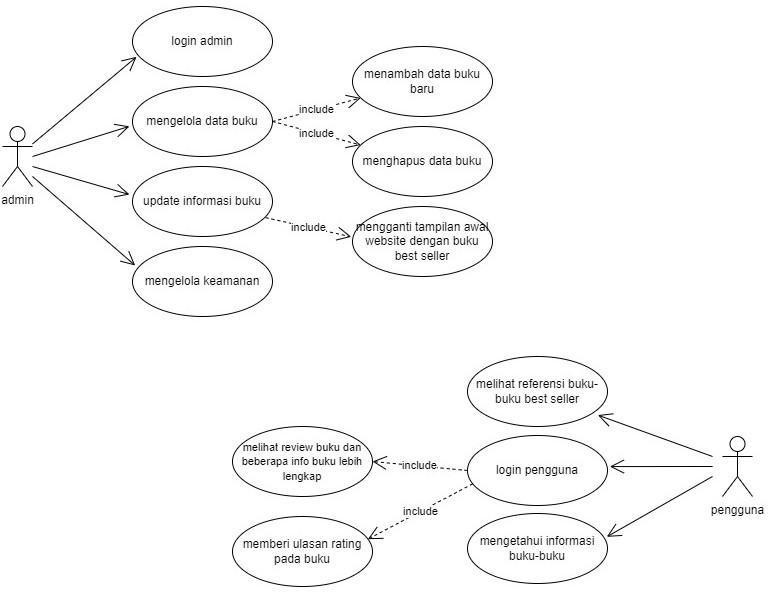 login admin
mengelola data buku
update informasi buku
mengelola keamanan
admin
include
include
include
menambah data buku
baru
menghapus data buku
mengganti tampilan awal
website dengan buku
best seller
melihat referensi buku-
buku best seller
login pengguna
mengetahui informasi
buku-buku
pengguna
include
include
melihat review buku dan
beberapa info buku lebih
lengkap
memberi ulasan rating
pada buku